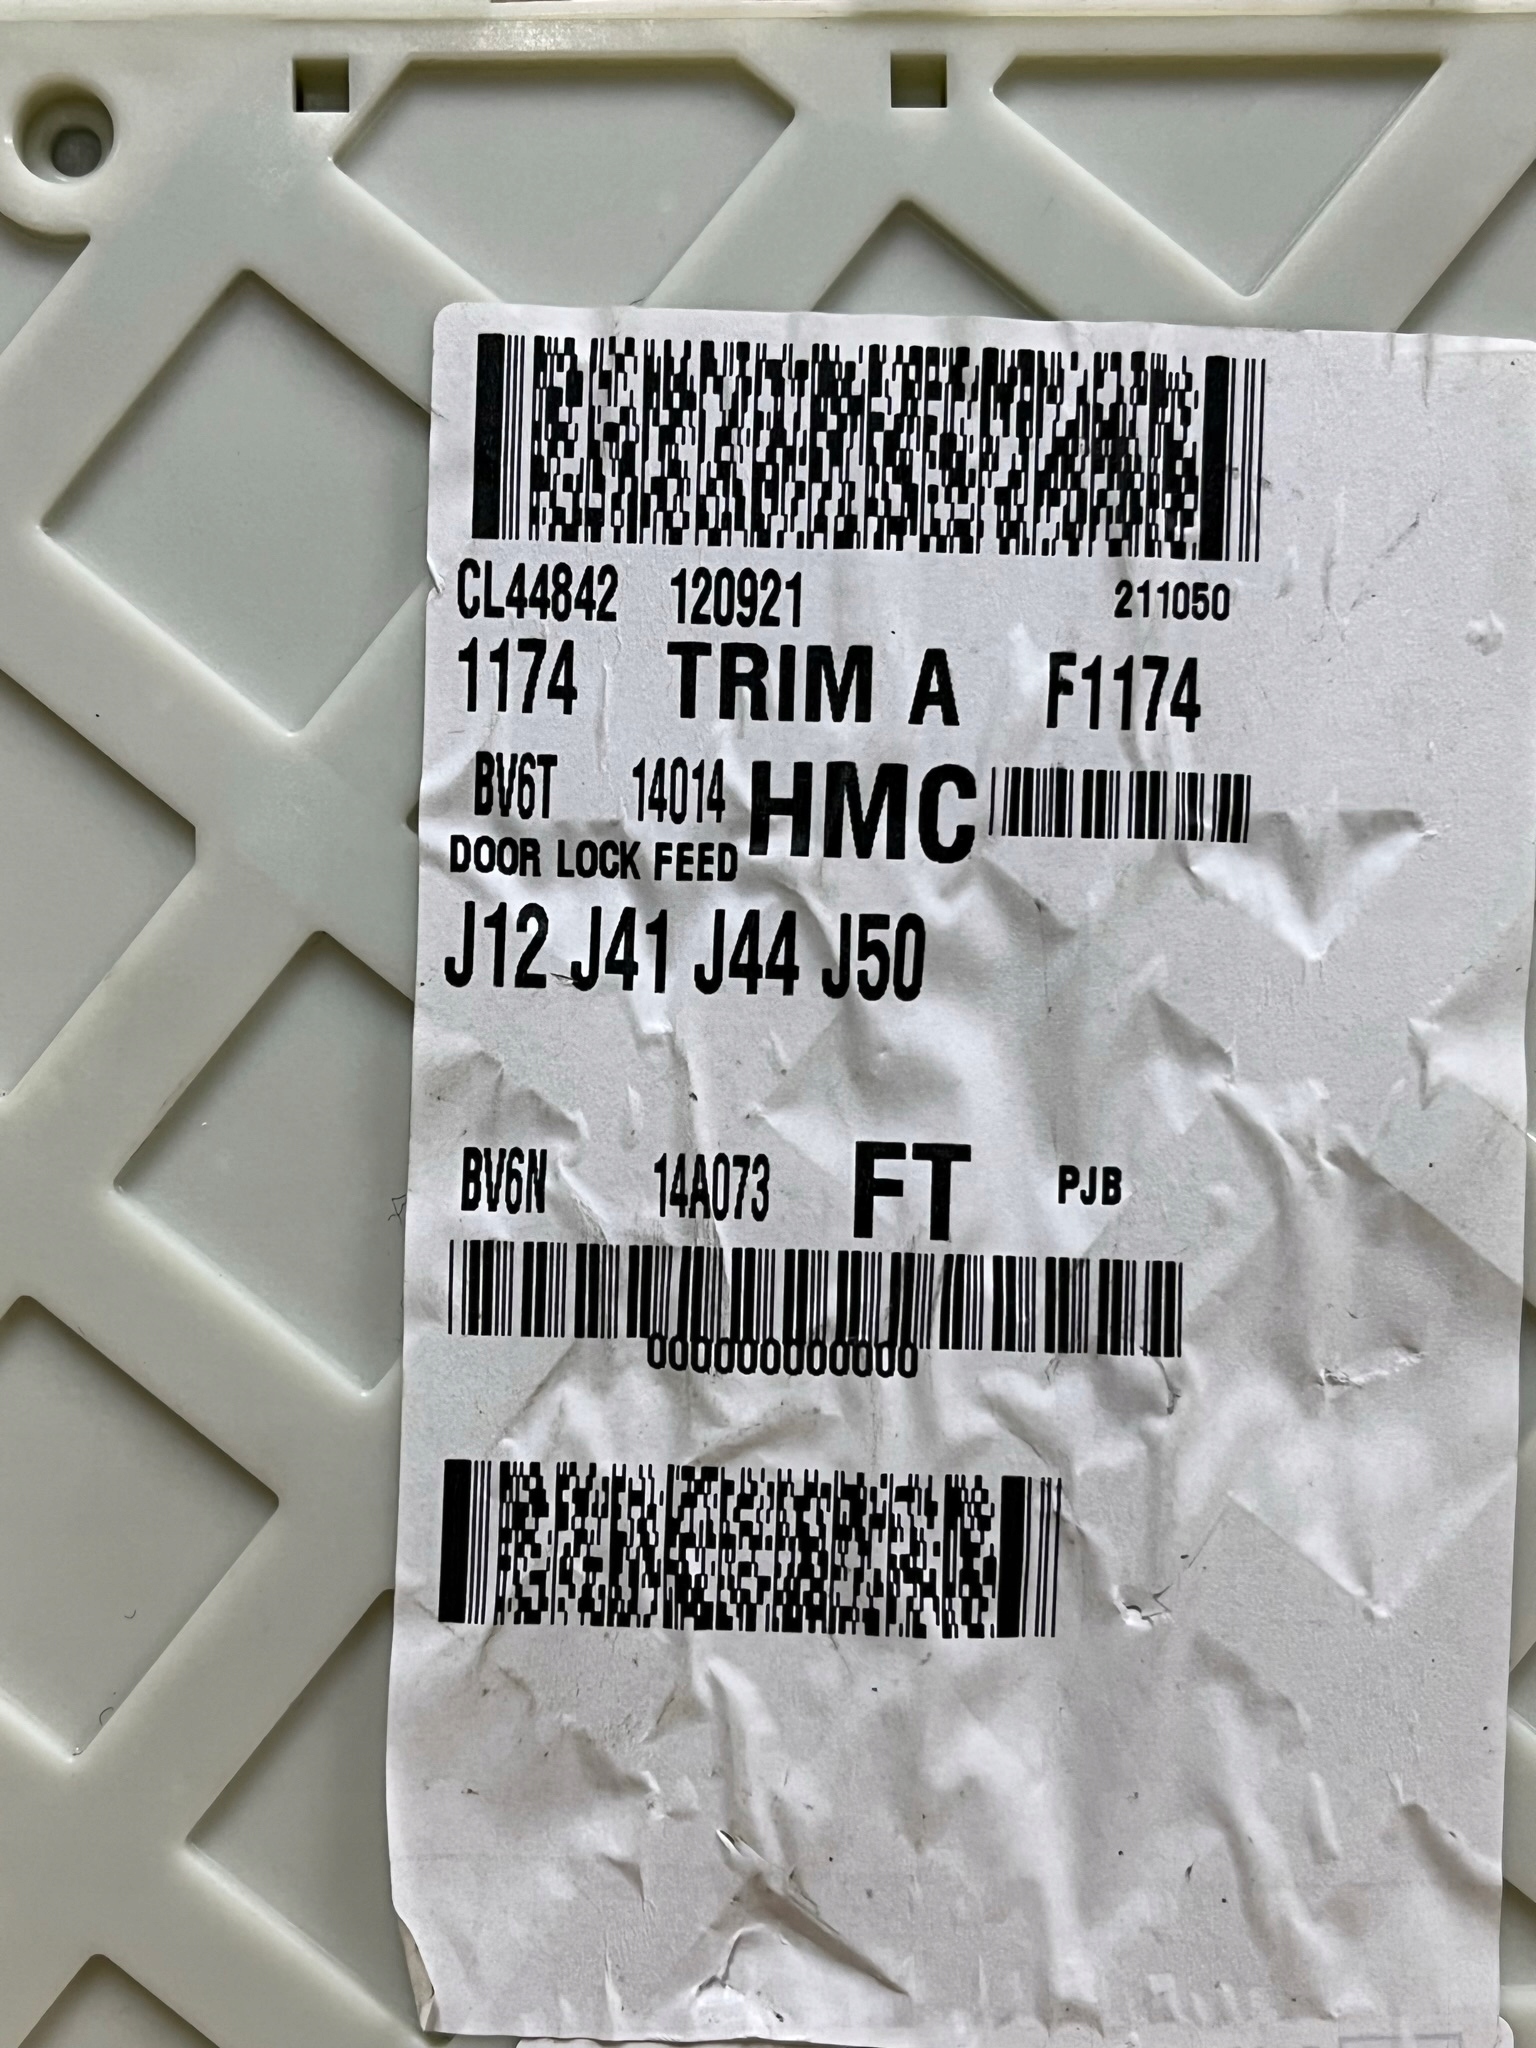 CL44842 120921 211050
1174 TRIM A F1174
BV6T 14014 HMC
DOOR LOCK FEED
J12 J41 J44 J50
BV6N 14A073 FT PJB
000000000000